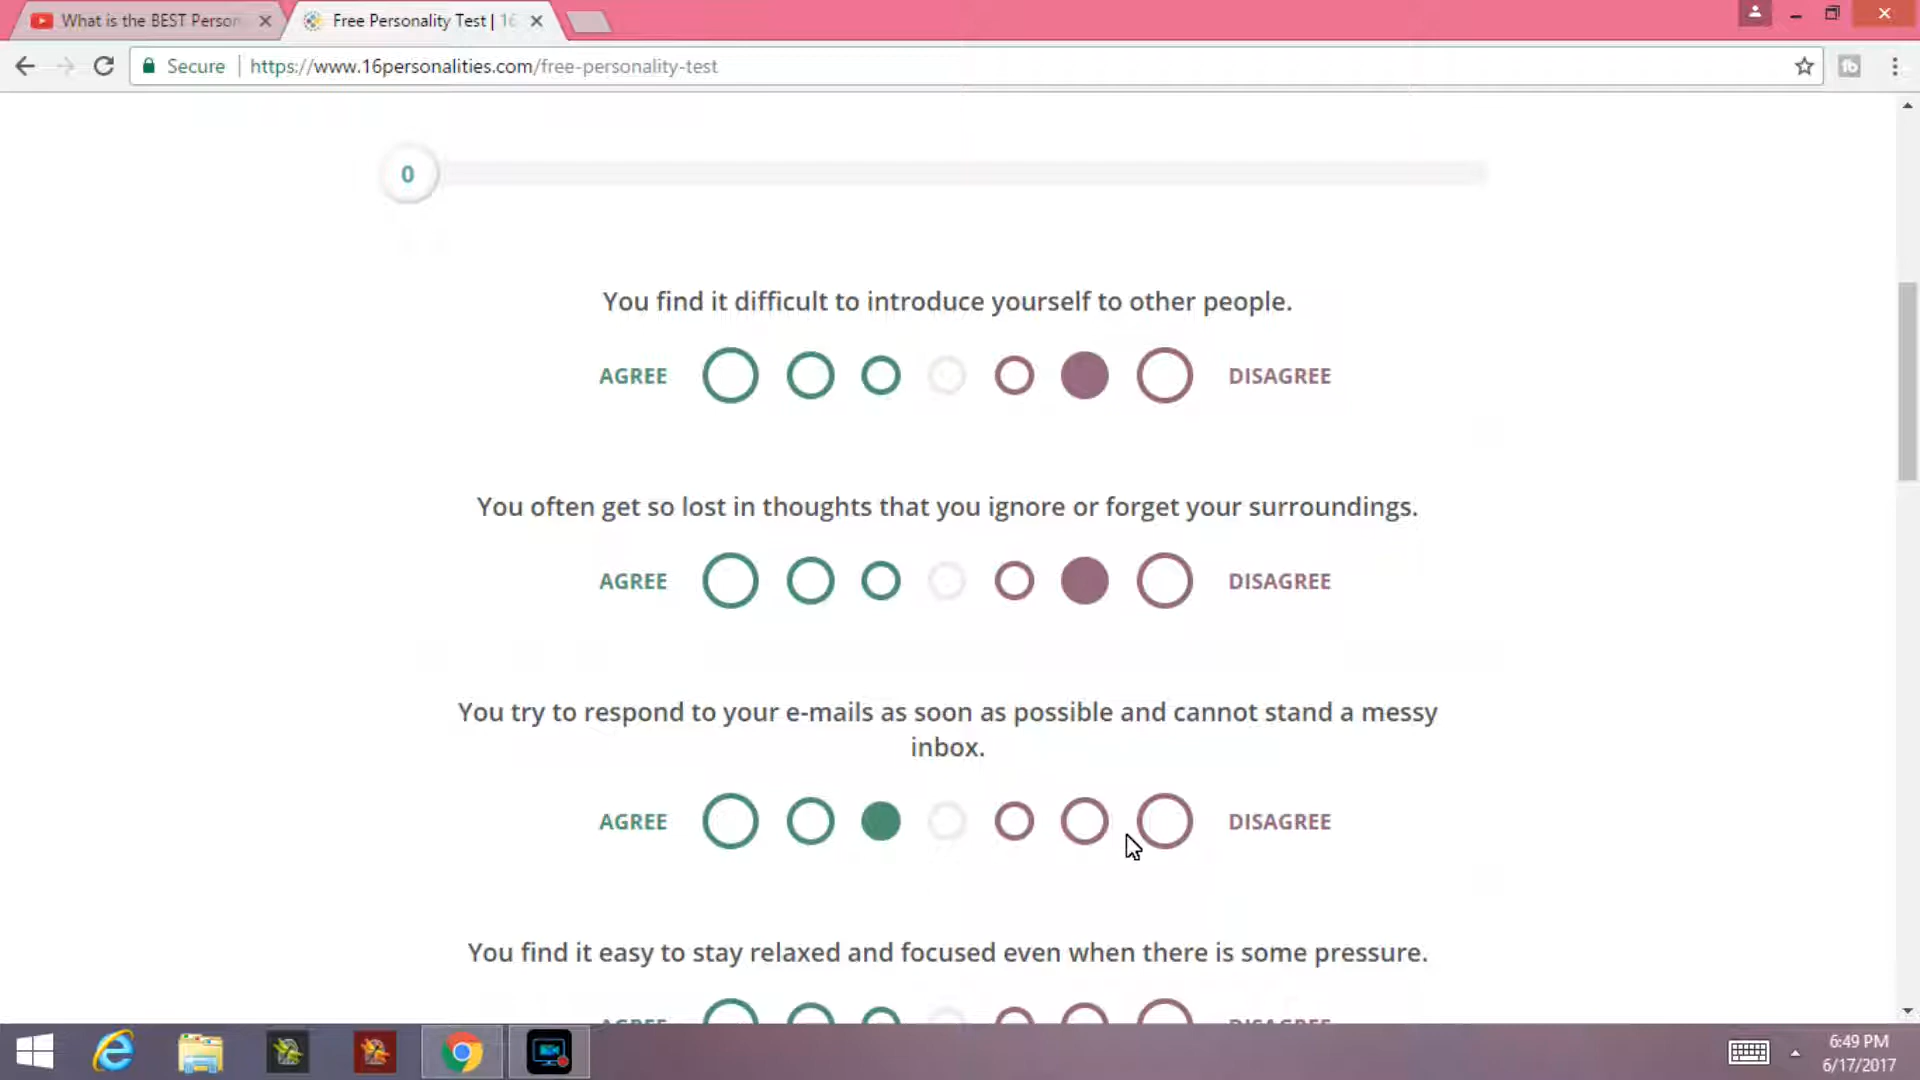 What is the BEST Person
Free Personality Test | 16
Secure
https://www.16personalities.com/free-personality-test
0
You find it difficult to introduce yourself to other people.
AGREE
DISAGREE
You often get so lost in thoughts that you ignore or forget your surroundings.
AGREE
DISAGREE
You try to respond to your e-mails as soon as possible and cannot stand a messy
inbox.
AGREE
DISAGREE
You find it easy to stay relaxed and focused even when there is some pressure.
AGREE
DISAGREE
6:49 PM
6/17/2017